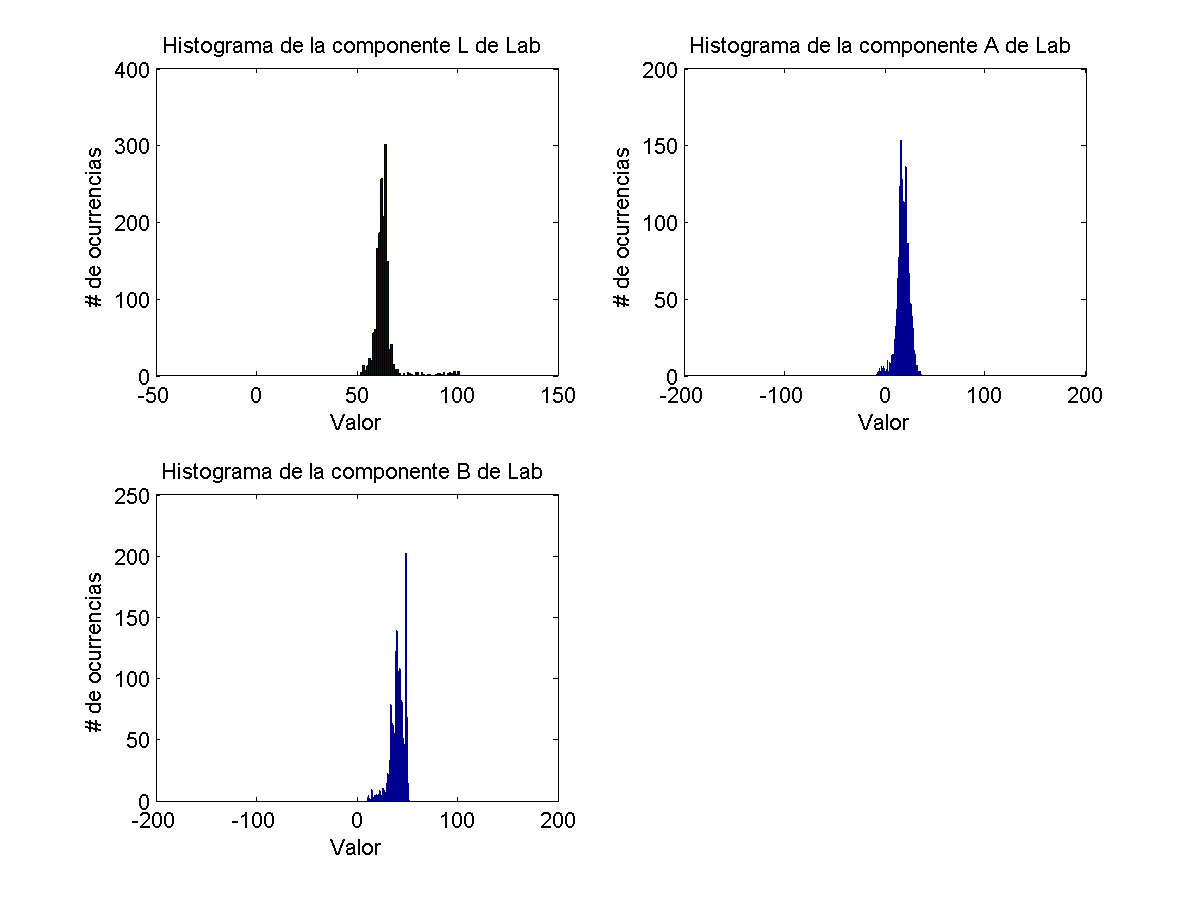 Histograma de la componente L de Lab
400
300
200
100
0
-50 0 50 100 150
# de ocurrencias
Valor
Histograma de la componente A de Lab
200
150
100
50
0
-200 -100 0 100 200
# de ocurrencias
Valor
Histograma de la componente B de Lab
250
200
150
100
50
0
-200 -100 0 100 200
# de ocurrencias
Valor